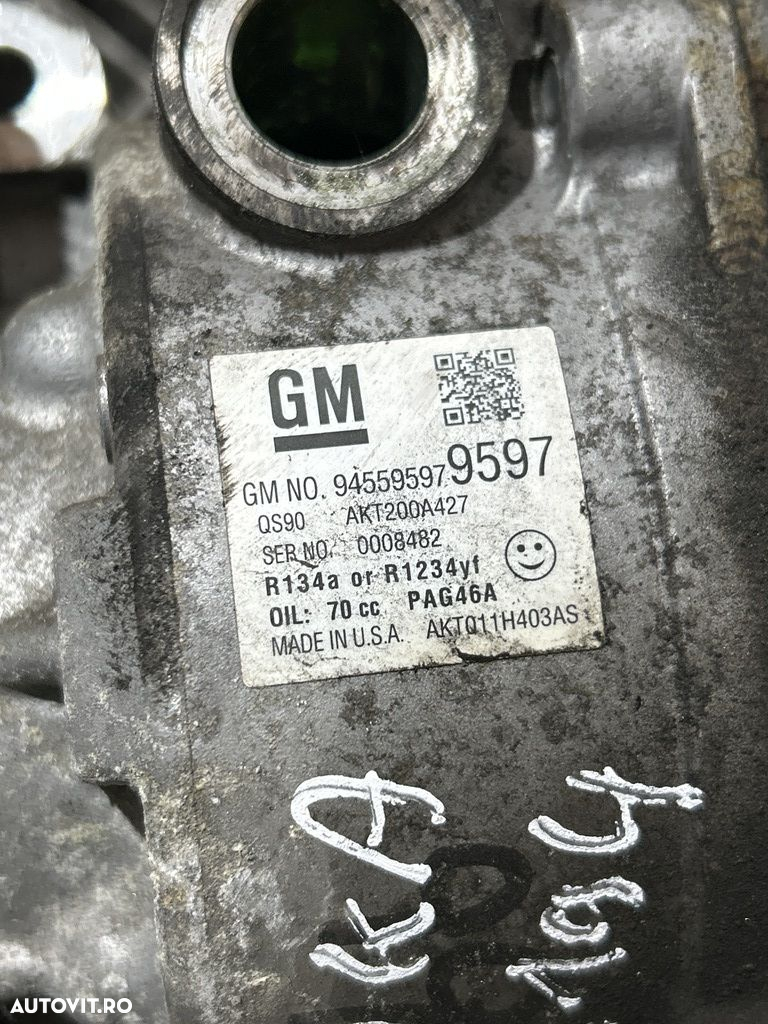 GM
GM NO. 94559597 9597
QS90 AKT200A427
SER NO. 0008482
R134a or R1234yf
OIL: 70 cc PAG46A
MADE IN U.S.A. AKT011H403AS
AUTOVIT.RO